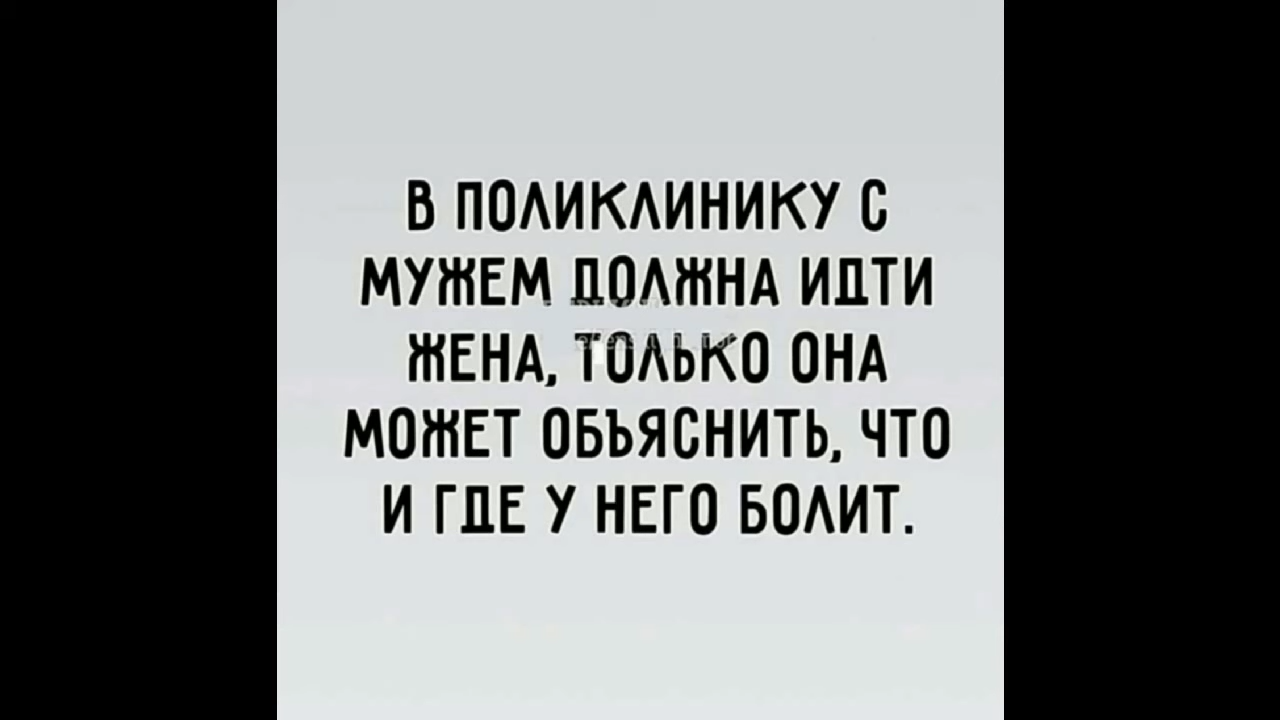 В ПОЛИКЛИНИКУ С
МУЖЕМ ДОЛЖНА ИДТИ
ЖЕНА, ТОЛЬКО ОНА
МОЖЕТ ОБЪЯСНИТЬ, ЧТО
И ГДЕ У НЕГО БОЛИТ.